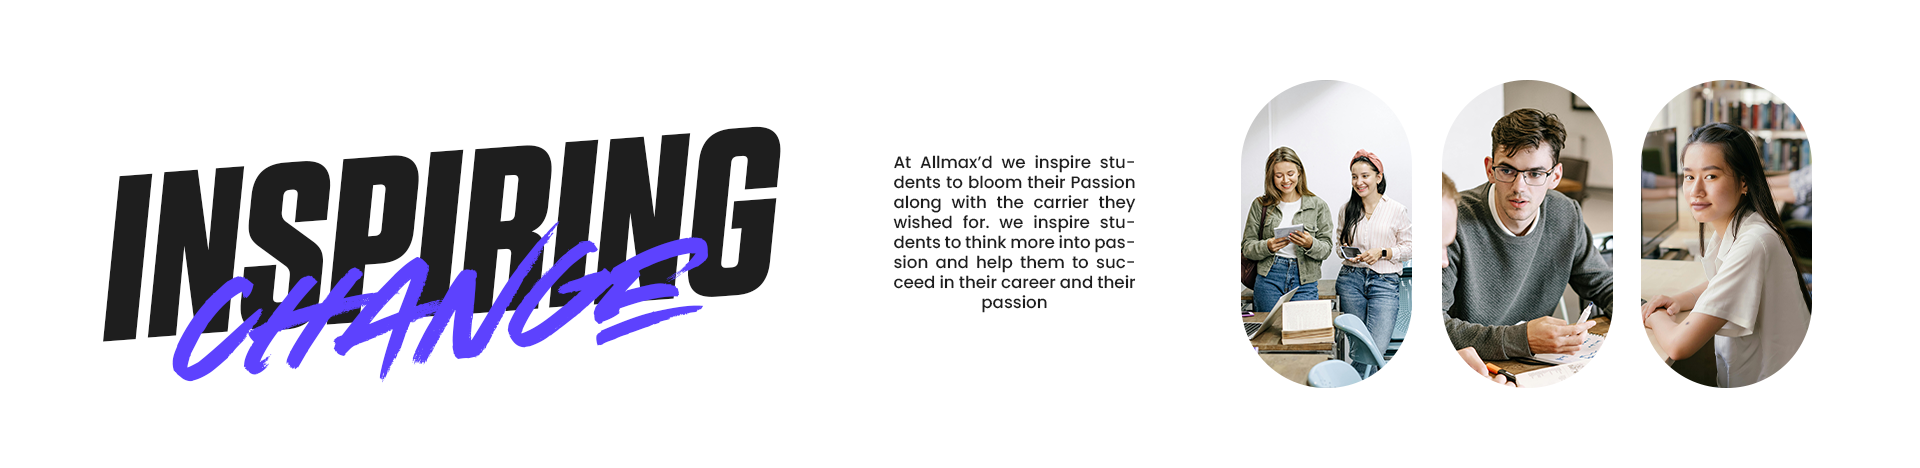 INSPIRING
CHANGE
At Allmax’d we inspire stu-
dents to bloom their Passion
along with the carrier they
wished for. we inspire stu-
dents to think more into pas-
sion and help them to suc-
ceed in their career and their
passion